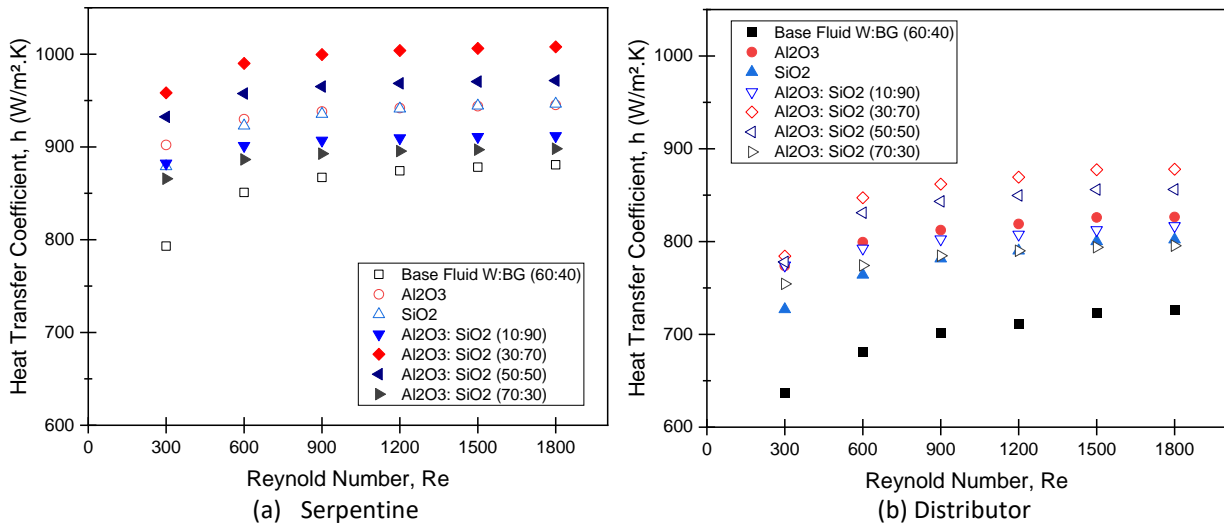 Heat Transfer Coefficient, h (W/m².K)
1000
900
800
700
600
0 300 600 900 1200 1500 1800
Reynold Number, Re
Base Fluid W:BG (60:40)
Al2O3
SiO2
Al2O3: SiO2 (10:90)
Al2O3: SiO2 (30:70)
Al2O3: SiO2 (50:50)
Al2O3: SiO2 (70:30)
(a) Serpentine
Heat Transfer Coefficient, h (W/m².K)
1000
900
800
700
600
0 300 600 900 1200 1500 1800
Reynold Number, Re
Base Fluid W:BG (60:40)
Al2O3
SiO2
Al2O3: SiO2 (10:90)
Al2O3: SiO2 (30:70)
Al2O3: SiO2 (50:50)
Al2O3: SiO2 (70:30)
(b) Distributor